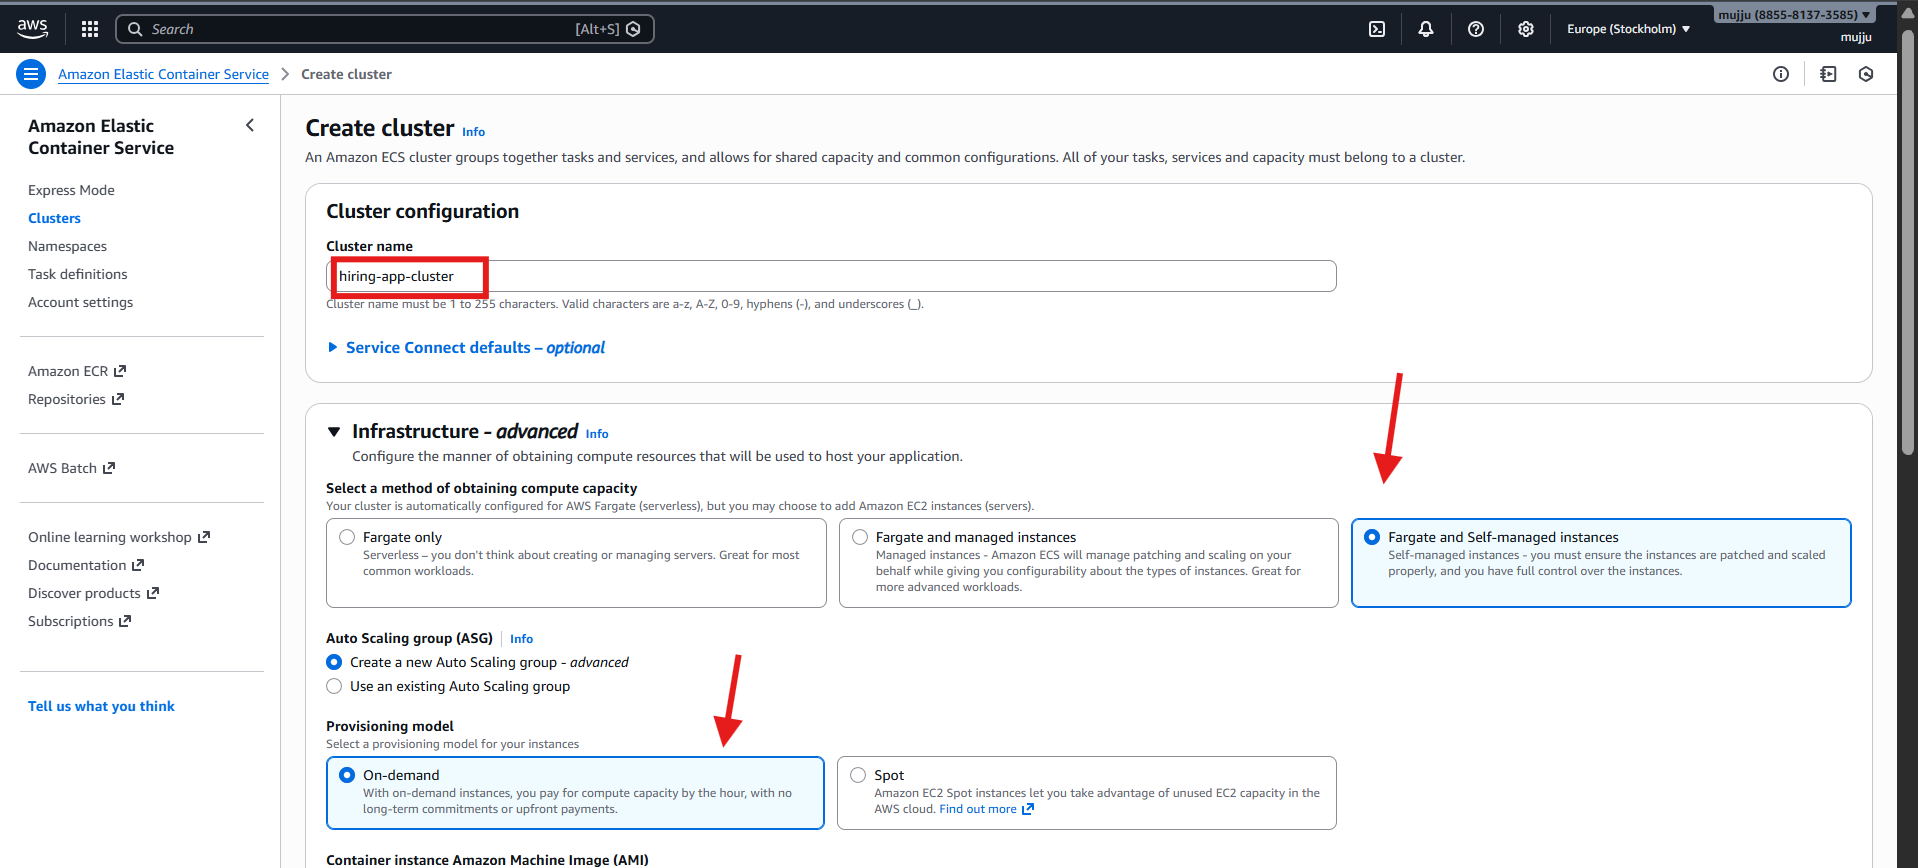 aws
Search
[Alt+S]
Europe (Stockholm)
mujju (8855-8137-3585)
mujju
Amazon Elastic Container Service
Create cluster
Amazon Elastic
Container Service
Express Mode
Clusters
Namespaces
Task definitions
Account settings
Amazon ECR
Repositories
AWS Batch
Online learning workshop
Documentation
Discover products
Subscriptions
Tell us what you think
Create cluster Info
An Amazon ECS cluster groups together tasks and services, and allows for shared capacity and common configurations. All of your tasks, services and capacity must belong to a cluster.
Cluster configuration
Cluster name
hiring-app-cluster
Cluster name must be 1 to 255 characters. Valid characters are a-z, A-Z, 0-9, hyphens (-), and underscores (_).
Service Connect defaults – optional
Infrastructure - advanced Info
Configure the manner of obtaining compute resources that will be used to host your application.
Select a method of obtaining compute capacity
Your cluster is automatically configured for AWS Fargate (serverless), but you may choose to add Amazon EC2 instances (servers).
Fargate only
Serverless – you don't think about creating or managing servers. Great for most
common workloads.
Fargate and managed instances
Managed instances - Amazon ECS will manage patching and scaling on your
behalf while giving you configurability about the types of instances. Great for
more advanced workloads.
Fargate and Self-managed instances
Self-managed instances - you must ensure the instances are patched and scaled
properly, and you have full control over the instances.
Auto Scaling group (ASG) Info
Create a new Auto Scaling group - advanced
Use an existing Auto Scaling group
Provisioning model
Select a provisioning model for your instances
On-demand
With on-demand instances, you pay for compute capacity by the hour, with no
long-term commitments or upfront payments.
Spot
Amazon EC2 Spot instances let you take advantage of unused EC2 capacity in the
AWS cloud. Find out more
Container instance Amazon Machine Image (AMI)